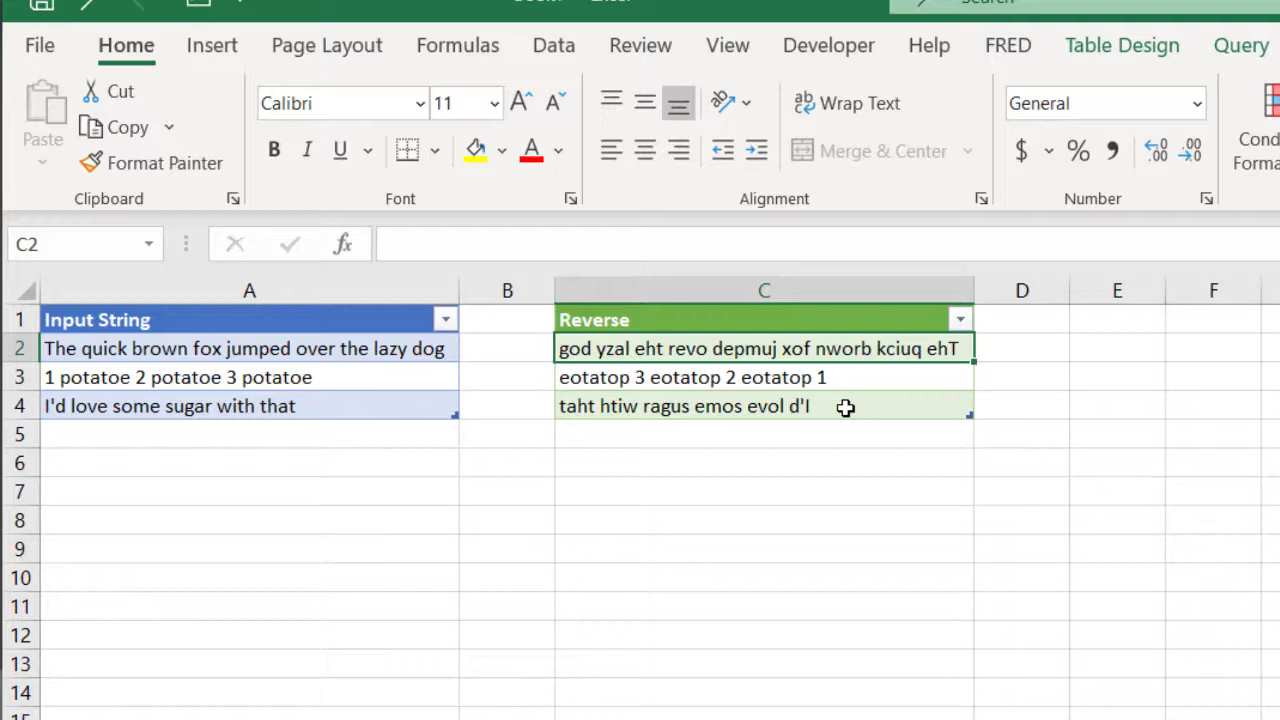 File Home Insert Page Layout Formulas Data Review View Developer Help FRED Table Design Query
Paste
Cut
Copy
Format Painter
Clipboard
Calibri 11 A A
B I U A
Font
ab Wrap Text
Merge & Center
Alignment
General
$ % ,
Number
Cond
Forma
C2 fx
A B C D E F
1 Input String Reverse
2 The quick brown fox jumped over the lazy dog god yzal eht revo depmuj xof nworb kciuq ehT
3 1 potatoe 2 potatoe 3 potatoe eotatop 3 eotatop 2 eotatop 1
4 I'd love some sugar with that taht htiw ragus emos evol d'I
5
6
7
8
9
10
11
12
13
14